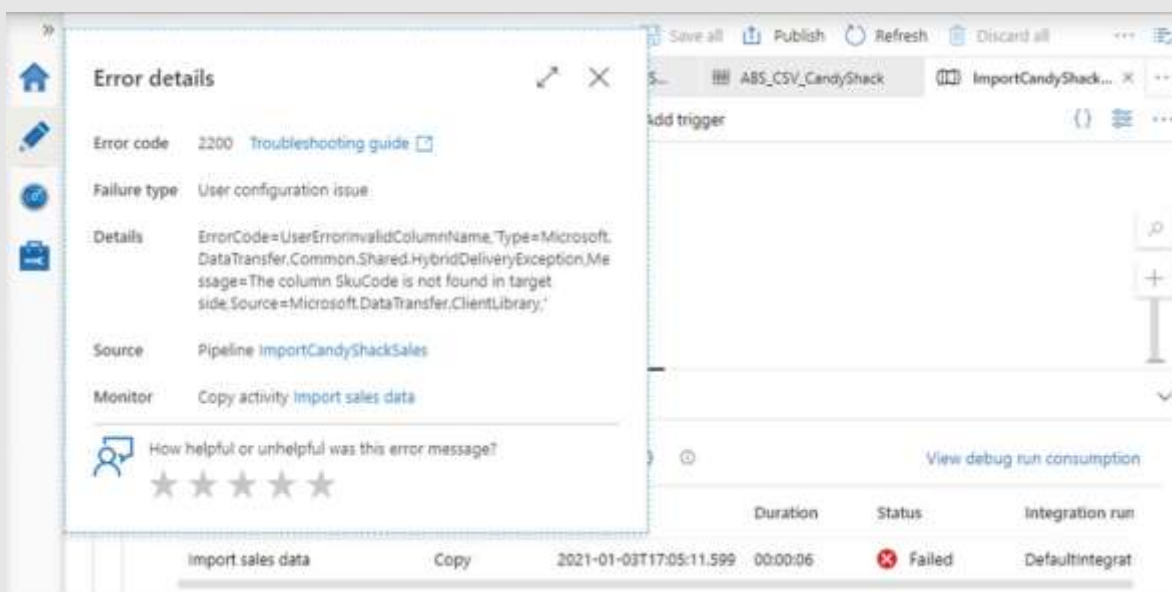 Save all Publish Refresh Discard all
Error details
S... ABS_CSV_CandyShack ImportCandyShack...
Add trigger
Error code 2200 Troubleshooting guide
Failure type User configuration issue
Details ErrorCode=UserErrorInvalidColumnName,'Type=Microsoft.
DataTransfer.Common.Shared.HybridDeliveryException,Me
ssage=The column SkuCode is not found in target
side,Source=Microsoft.DataTransfer.ClientLibrary,'
Source Pipeline ImportCandyShackSales
Monitor Copy activity Import sales data
How helpful or unhelpful was this error message?
View debug run consumption
Duration Status Integration run
Import sales data Copy 2021-01-03T17:05:11.599 00:00:06 Failed DefaultIntegrat